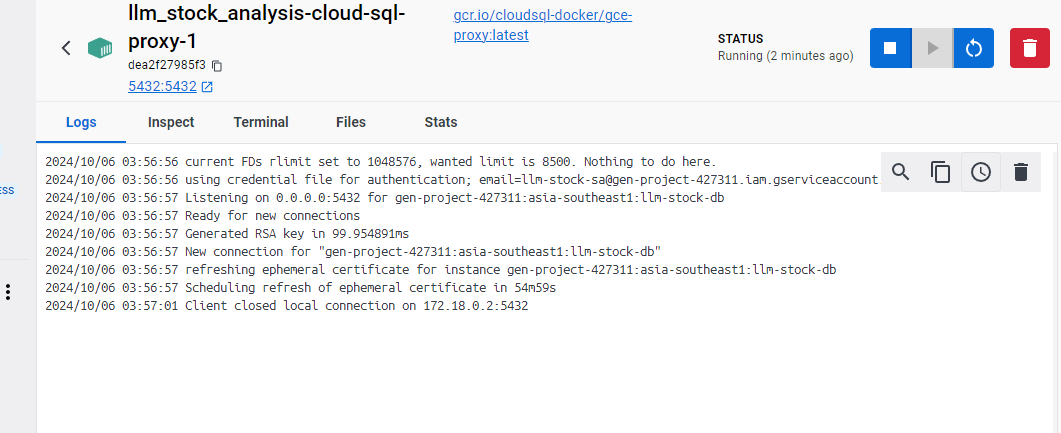 llm_stock_analysis-cloud-sql-
proxy-1
dea2f27985f3
5432:5432
gcr.io/cloudsql-docker/gce-
proxy:latest
STATUS
Running (2 minutes ago)
Logs
Inspect
Terminal
Files
Stats
ESS
2024/10/06 03:56:56 current FDs rlimit set to 1048576, wanted limit is 8500. Nothing to do here.
2024/10/06 03:56:56 using credential file for authentication; email=llm-stock-sa@gen-project-427311.iam.gserviceaccount
2024/10/06 03:56:57 Listening on 0.0.0.0:5432 for gen-project-427311:asia-southeast1:llm-stock-db
2024/10/06 03:56:57 Ready for new connections
2024/10/06 03:56:57 Generated RSA key in 99.954891ms
2024/10/06 03:56:57 New connection for "gen-project-427311:asia-southeast1:llm-stock-db"
2024/10/06 03:56:57 refreshing ephemeral certificate for instance gen-project-427311:asia-southeast1:llm-stock-db
2024/10/06 03:56:57 Scheduling refresh of ephemeral certificate in 54m59s
2024/10/06 03:57:01 Client closed local connection on 172.18.0.2:5432